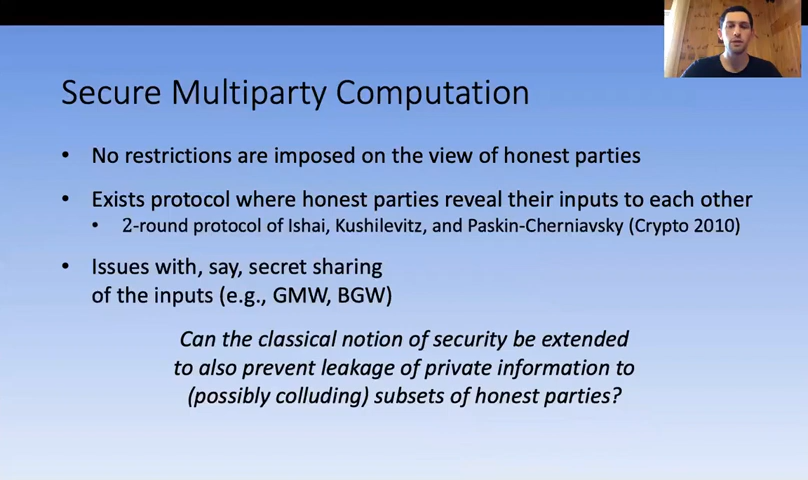 Secure Multiparty Computation
• No restrictions are imposed on the view of honest parties
• Exists protocol where honest parties reveal their inputs to each other
• 2-round protocol of Ishai, Kushilevitz, and Paskin-Cherniavsky (Crypto 2010)
• Issues with, say, secret sharing
of the inputs (e.g., GMW, BGW)
Can the classical notion of security be extended
to also prevent leakage of private information to
(possibly colluding) subsets of honest parties?